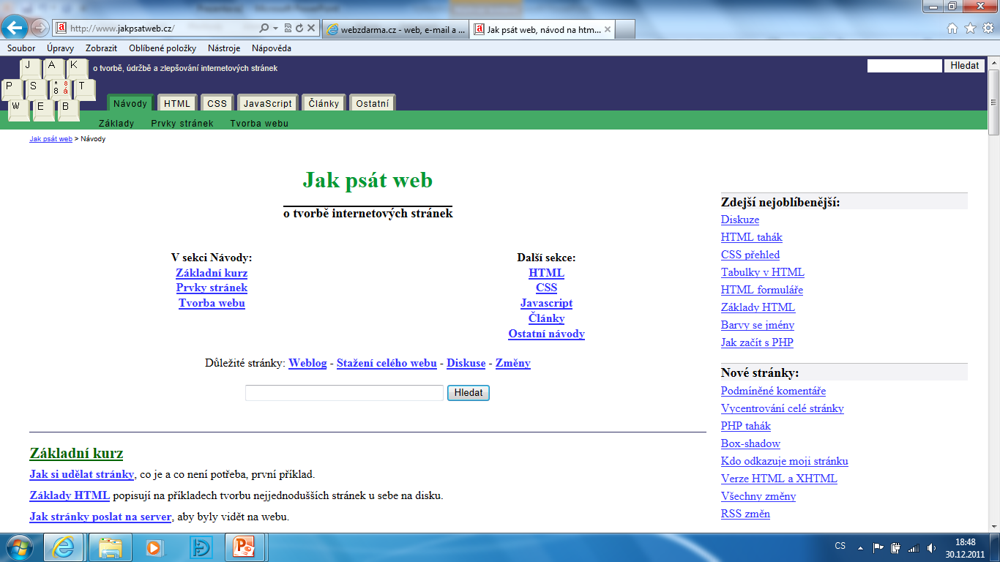 http://www.jakpsatweb.cz/
webzdarma.cz - web, e-mail a ...
Jak psát web, návod na htm...
Soubor Úpravy Zobrazit Oblíbené položky Nástroje Nápověda
J A K
P S * 8 8 á T
W E B
o tvorbě, údržbě a zlepšování internetových stránek
Hledat
Návody HTML CSS JavaScript Články Ostatní
Základy Prvky stránek Tvorba webu
Jak psát web > Návody
Jak psát web
o tvorbě internetových stránek
V sekci Návody:
Základní kurz
Prvky stránek
Tvorba webu
Další sekce:
HTML
CSS
Javascript
Články
Ostatní návody
Důležité stránky: Weblog - Stažení celého webu - Diskuse - Změny
Hledat
Základní kurz
Jak si udělat stránky, co je a co není potřeba, první příklad.
Základy HTML popisují na příkladech tvorbu nejjednodušších stránek u sebe na disku.
Jak stránky poslat na server, aby byly vidět na webu.
Zdejší nejoblíbenější:
Diskuze
HTML tahák
CSS přehled
Tabulky v HTML
HTML formuláře
Základy HTML
Barvy se jmény
Jak začít s PHP
Nové stránky:
Podmíněné komentáře
Vycentrování celé stránky
PHP tahák
Box-shadow
Kdo odkazuje moji stránku
Verze HTML a XHTML
Všechny změny
RSS změn
CS
18:48
30.12.2011